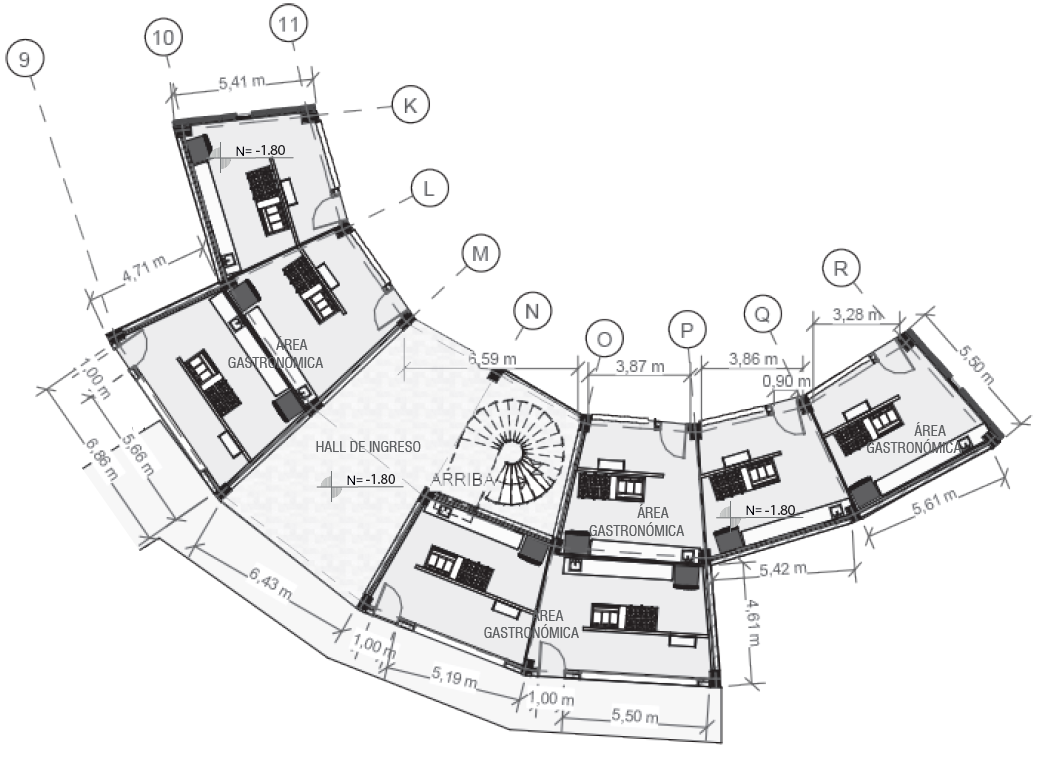 11
10
9
5,41 m
K
N= -1.80
L
M
4,71 m
R
N
Q
3,28 m
O
P
ÁREA
GASTRONÓMICA
6,59 m
3,87 m
3,86 m
5,50 m
1,00 m
0,90 m
6,86 m
5,66 m
HALL DE INGRESO
ÁREA
GASTRONÓMICA
N= -1.80
ARRIBA
5,61 m
ÁREA
GASTRONÓMICA
N= -1.80
6,43 m
5,42 m
4,61 m
ÁREA
GASTRONÓMICA
1,00 m
5,19 m
1,00 m
5,50 m